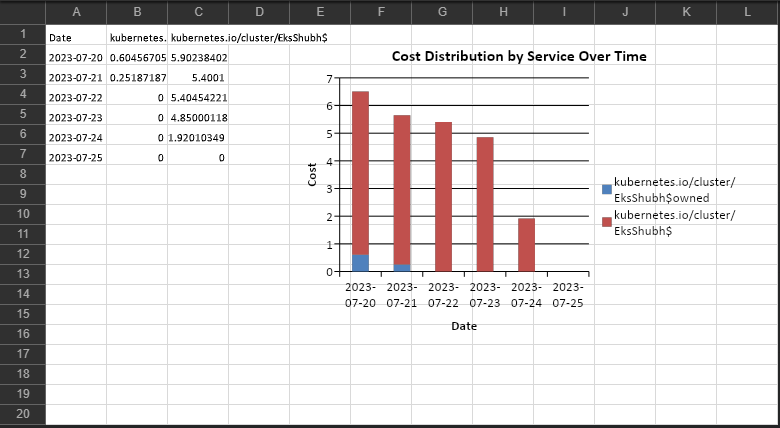 A B C D E F G H I J K L
1 Date kubernetes. kubernetes.io/cluster/EksShubh$
2 2023-07-20 0.60456705 5.90238402
3 2023-07-21 0.25187187 5.4001
4 2023-07-22 0 5.40454221
5 2023-07-23 0 4.85000118
6 2023-07-24 0 1.92010349
7 2023-07-25 0 0
8
9
10
11
12
13
14
15
16
17
18
19
20
Cost Distribution by Service Over Time
Cost
7
6
5
4
3
2
1
0
2023- 2023- 2023- 2023- 2023- 2023-
07-20 07-21 07-22 07-23 07-24 07-25
Date
kubernetes.io/cluster/
EksShubh$owned
kubernetes.io/cluster/
EksShubh$